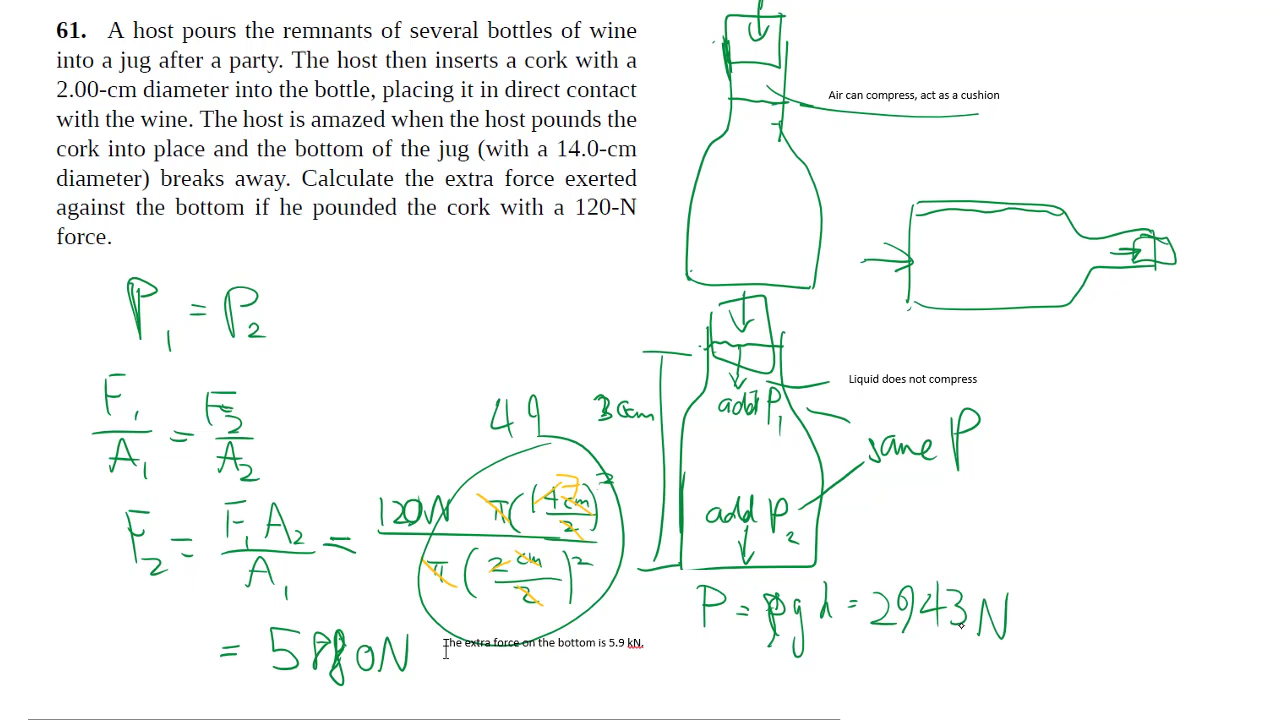 61. A host pours the remnants of several bottles of wine
into a jug after a party. The host then inserts a cork with a
2.00-cm diameter into the bottle, placing it in direct contact
with the wine. The host is amazed when the host pounds the
cork into place and the bottom of the jug (with a 14.0-cm
diameter) breaks away. Calculate the extra force exerted
against the bottom if he pounded the cork with a 120-N
force.
Air can compress, act as a cushion
P₁ = P₂
Liquid does not compress
F₁/A₁ = F₂/A₂
49
30cm
add P₁
same P
add P₂
F₂ = F₁A₂/A₁ = 120N π(14cm/2)²/π(2cm/2)²
P = ρgh = 2943N
= 5880N
The extra force on the bottom is 5.9 kN.